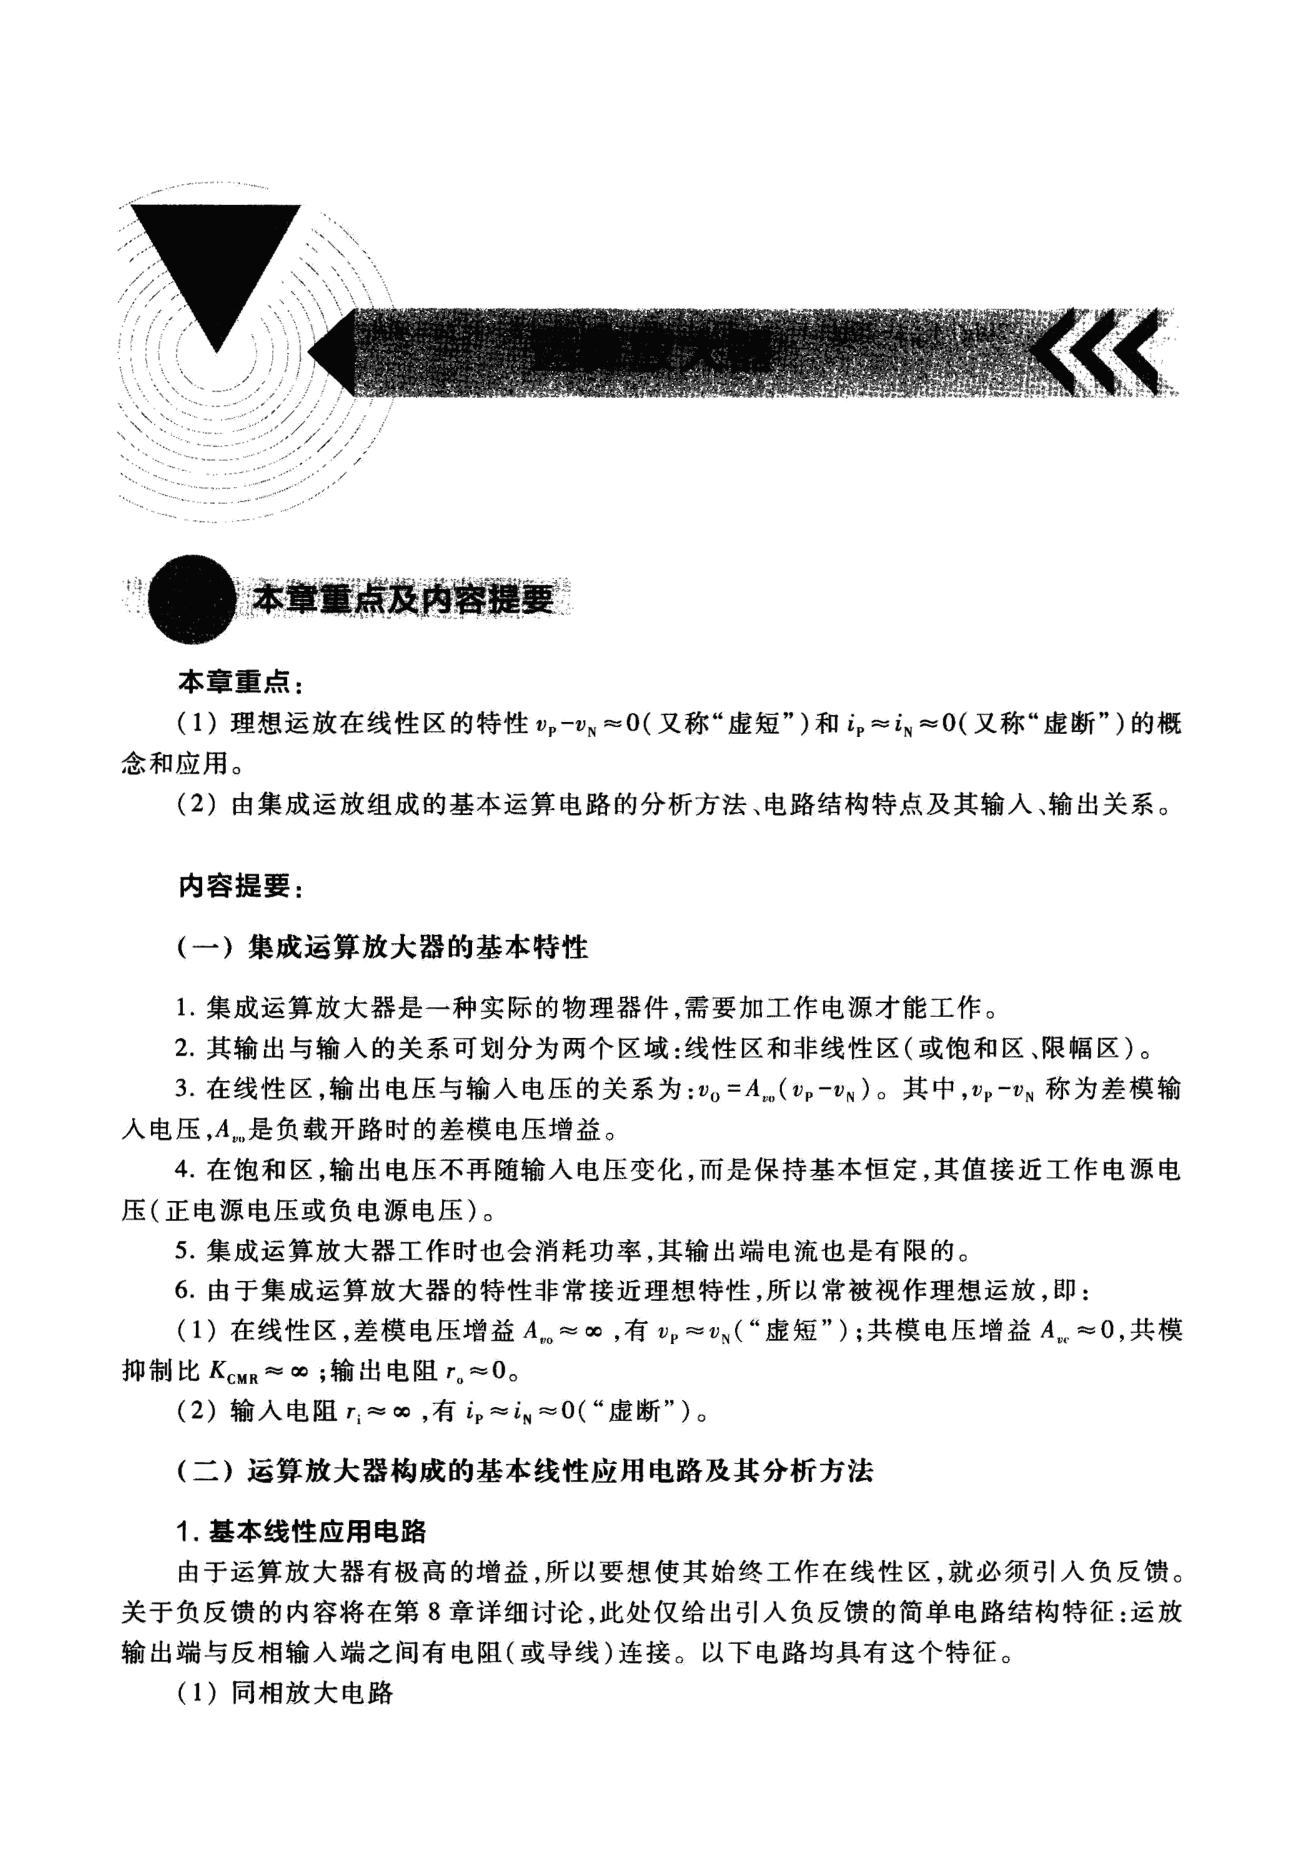 运算放大器
本章重点及内容提要
本章重点：
（1）理想运放在线性区的特性 v_P-v_N≈0（又称“虚短”）和 i_P≈i_N≈0（又称“虚断”）的概
念和应用。
（2）由集成运放组成的基本运算电路的分析方法、电路结构特点及其输入、输出关系。
内容提要：
（一）集成运算放大器的基本特性
1. 集成运算放大器是一种实际的物理器件，需要加工作电源才能工作。
2. 其输出与输入的关系可划分为两个区域：线性区和非线性区（或饱和区、限幅区）。
3. 在线性区，输出电压与输入电压的关系为：v_O=A_vo(v_P-v_N)。其中，v_P-v_N 称为差模输
入电压，A_vo是负载开路时的差模电压增益。
4. 在饱和区，输出电压不再随输入电压变化，而是保持基本恒定，其值接近工作电源电
压（正电源电压或负电源电压）。
5. 集成运算放大器工作时也会消耗功率，其输出端电流也是有限的。
6. 由于集成运算放大器的特性非常接近理想特性，所以常被视作理想运放，即：
（1）在线性区，差模电压增益 A_vo≈∞，有 v_P≈v_N（“虚短”）；共模电压增益 A_vc≈0，共模
抑制比 K_CMR≈∞；输出电阻 r_o≈0。
（2）输入电阻 r_i≈∞，有 i_P≈i_N≈0（“虚断”）。
（二）运算放大器构成的基本线性应用电路及其分析方法
1. 基本线性应用电路
由于运算放大器有极高的增益，所以要想使其始终工作在线性区，就必须引入负反馈。
关于负反馈的内容将在第 8 章详细讨论，此处仅给出引入负反馈的简单电路结构特征：运放
输出端与反相输入端之间有电阻（或导线）连接。以下电路均具有这个特征。
（1）同相放大电路